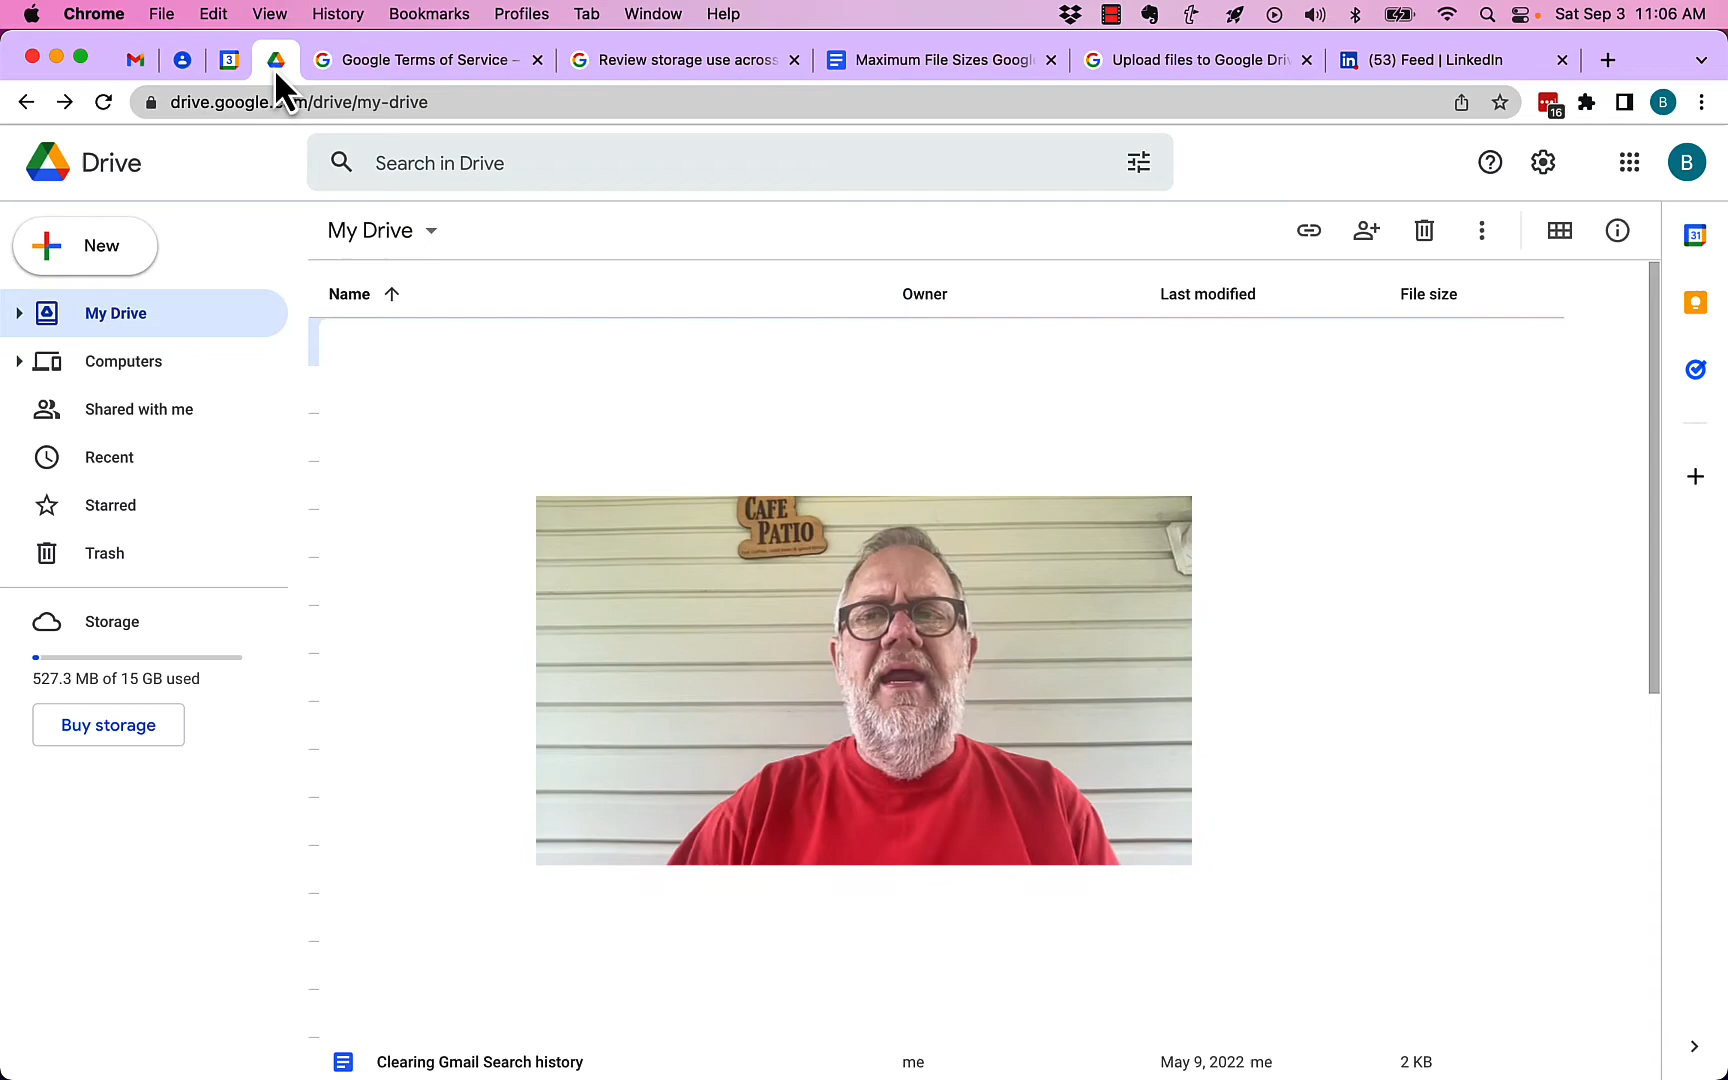 Chrome File Edit View History Bookmarks Profiles Tab Window Help Sat Sep 3 11:06 AM
3 Google Terms of Service – Review storage use across Maximum File Sizes Googl Upload files to Google Driv (53) Feed | LinkedIn
drive.google. m/drive/my-drive 16 B
Drive Search in Drive B
New My Drive
Name Owner Last modified File size
My Drive
Computers
Shared with me
Recent
Starred
Trash
Storage
527.3 MB of 15 GB used
Buy storage
31
CAFE
PATIO
Clearing Gmail Search history me May 9, 2022 me 2 KB